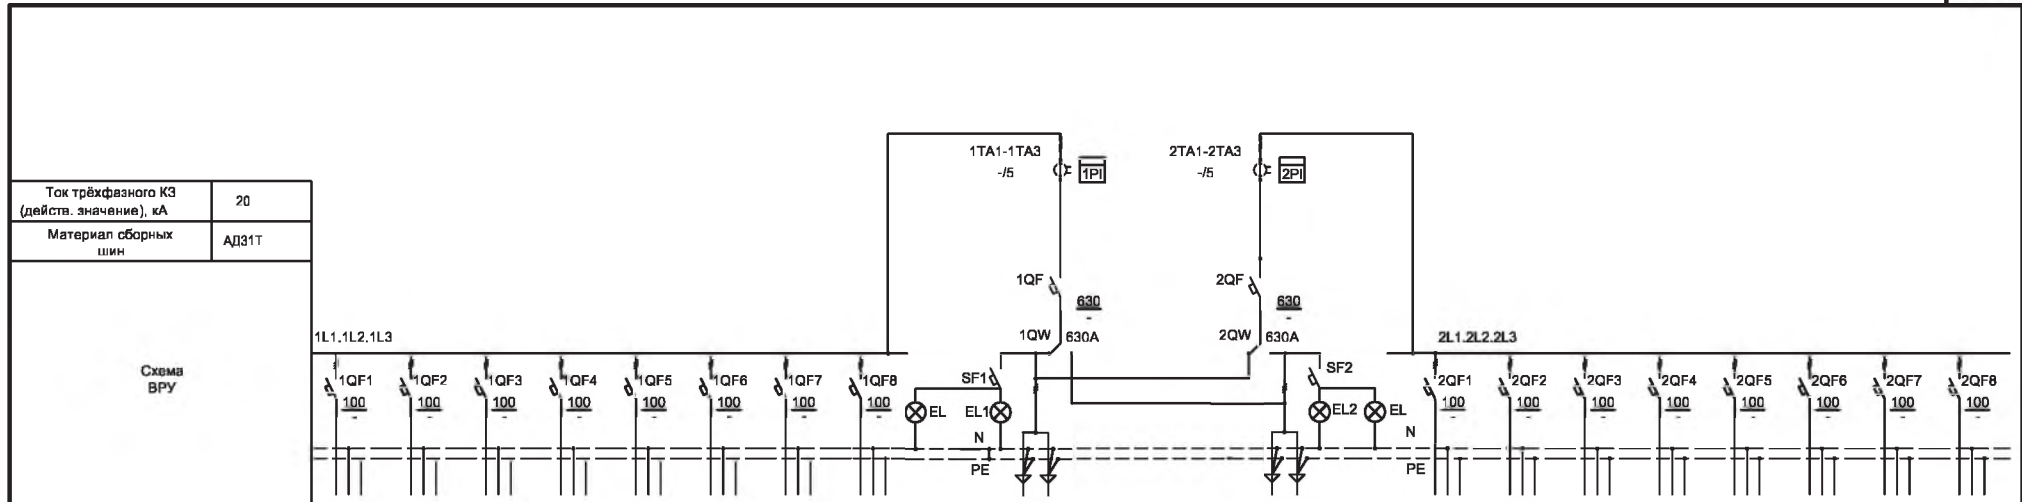 1TA1-1TA3
-/5
1PI
2TA1-2TA3
-/5
2PI
Ток трёхфазного КЗ
(действ. значение), кА
20
Материал сборных
шин
АД31Т
1QF
630
-
2QF
630
-
1QW
630А
2QW
630А
1L1.1L2.1L3
2L1.2L2.2L3
Схема
ВРУ
SF1
SF2
1QF1
100
-
1QF2
100
-
1QF3
100
-
1QF4
100
-
1QF5
100
-
1QF6
100
-
1QF7
100
-
1QF8
100
-
EL
EL1
EL2
EL
2QF1
100
-
2QF2
100
-
2QF3
100
-
2QF4
100
-
2QF5
100
-
2QF6
100
-
2QF7
100
-
2QF8
100
-
N
PE
N
PE